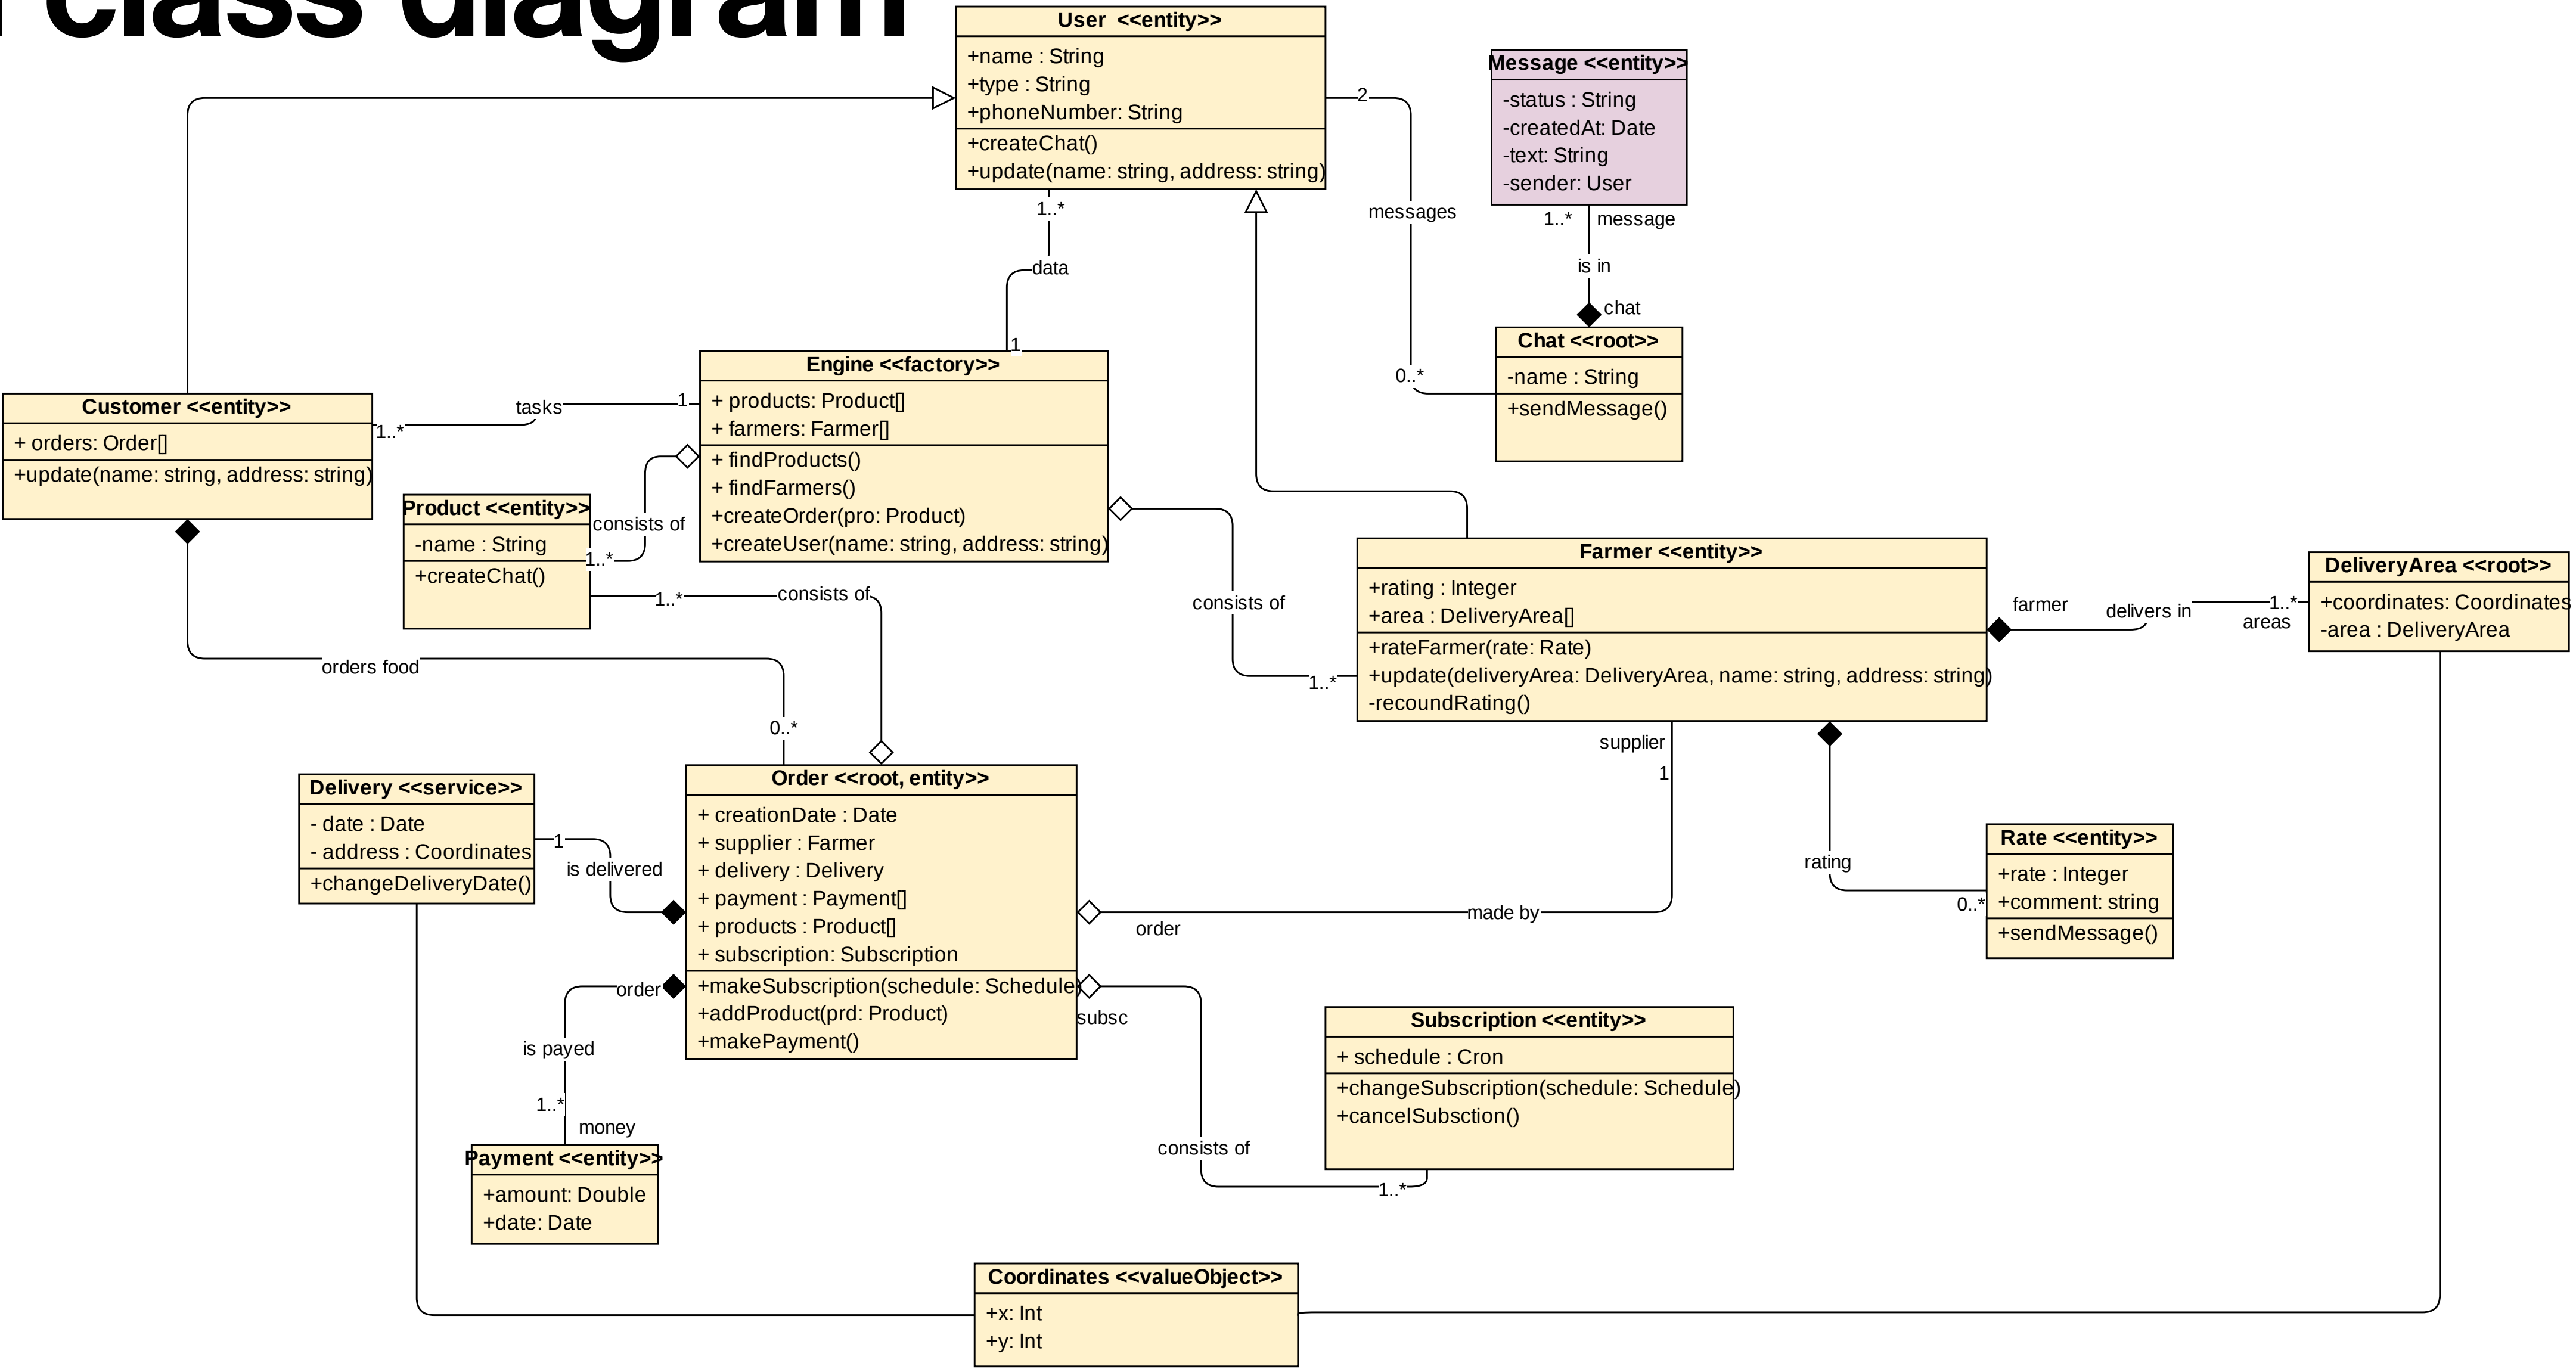 class diagram
User <<entity>>
+name : String
+type : String
+phoneNumber: String
+createChat()
+update(name: string, address: string)
2
messages
0..*
Message <<entity>>
-status : String
-createdAt: Date
-text: String
-sender: User
1..*
message
is in
chat
Chat <<root>>
-name : String
+sendMessage()
1..*
data
1
Engine <<factory>>
+ products: Product[]
+ farmers: Farmer[]
+ findProducts()
+ findFarmers()
+createOrder(pro: Product)
+createUser(name: string, address: string)
Customer <<entity>>
+ orders: Order[]
+update(name: string, address: string)
1..*
tasks
1
Product <<entity>>
-name : String
+createChat()
consists of
1..*
1..*
consists of
orders food
0..*
consists of
1..*
Farmer <<entity>>
+rating : Integer
+area : DeliveryArea[]
+rateFarmer(rate: Rate)
+update(deliveryArea: DeliveryArea, name: string, address: string)
-recoundRating()
farmer
delivers in
1..*
areas
DeliveryArea <<root>>
+coordinates: Coordinates
-area : DeliveryArea
supplier
1
rating
0..*
Rate <<entity>>
+rate : Integer
+comment: string
+sendMessage()
Delivery <<service>>
- date : Date
- address : Coordinates
+changeDeliveryDate()
1
is delivered
Order <<root, entity>>
+ creationDate : Date
+ supplier : Farmer
+ delivery : Delivery
+ payment : Payment[]
+ products : Product[]
+ subscription: Subscription
+makeSubscription(schedule: Schedule)
+addProduct(prd: Product)
+makePayment()
order
made by
subsc
consists of
1..*
Subscription <<entity>>
+ schedule : Cron
+changeSubscription(schedule: Schedule)
+cancelSubsction()
order
is payed
1..*
money
Payment <<entity>>
+amount: Double
+date: Date
Coordinates <<valueObject>>
+x: Int
+y: Int